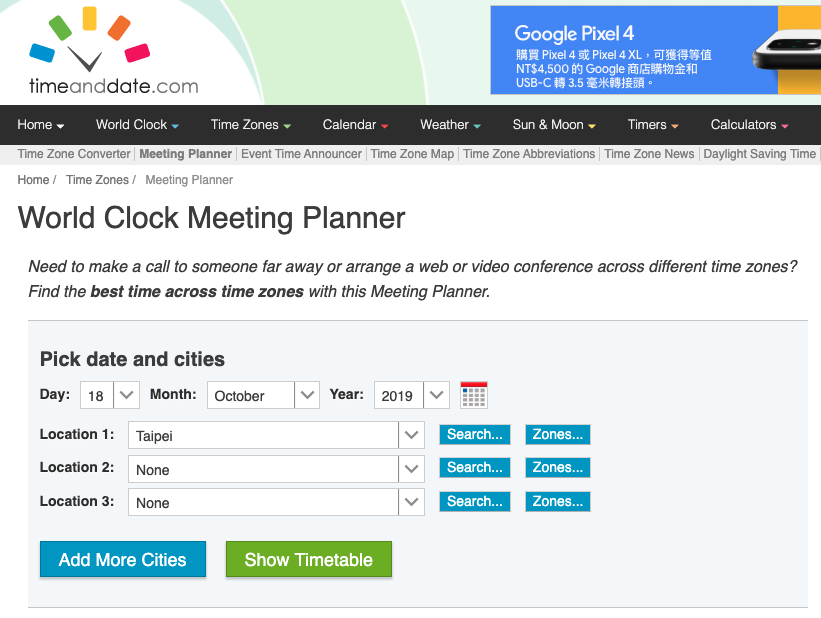 timeanddate.com
Google Pixel 4
購買 Pixel 4 或 Pixel 4 XL，可獲得等值
NT$4,500 的 Google 商店購物金和
USB-C 轉 3.5 毫米轉接頭。
Home World Clock Time Zones Calendar Weather Sun & Moon Timers Calculators
Time Zone Converter Meeting Planner Event Time Announcer Time Zone Map Time Zone Abbreviations Time Zone News Daylight Saving Time
Home / Time Zones / Meeting Planner
World Clock Meeting Planner
Need to make a call to someone far away or arrange a web or video conference across different time zones?
Find the best time across time zones with this Meeting Planner.
Pick date and cities
Day: 18 Month: October Year: 2019
Location 1: Taipei Search... Zones...
Location 2: None Search... Zones...
Location 3: None Search... Zones...
Add More Cities Show Timetable